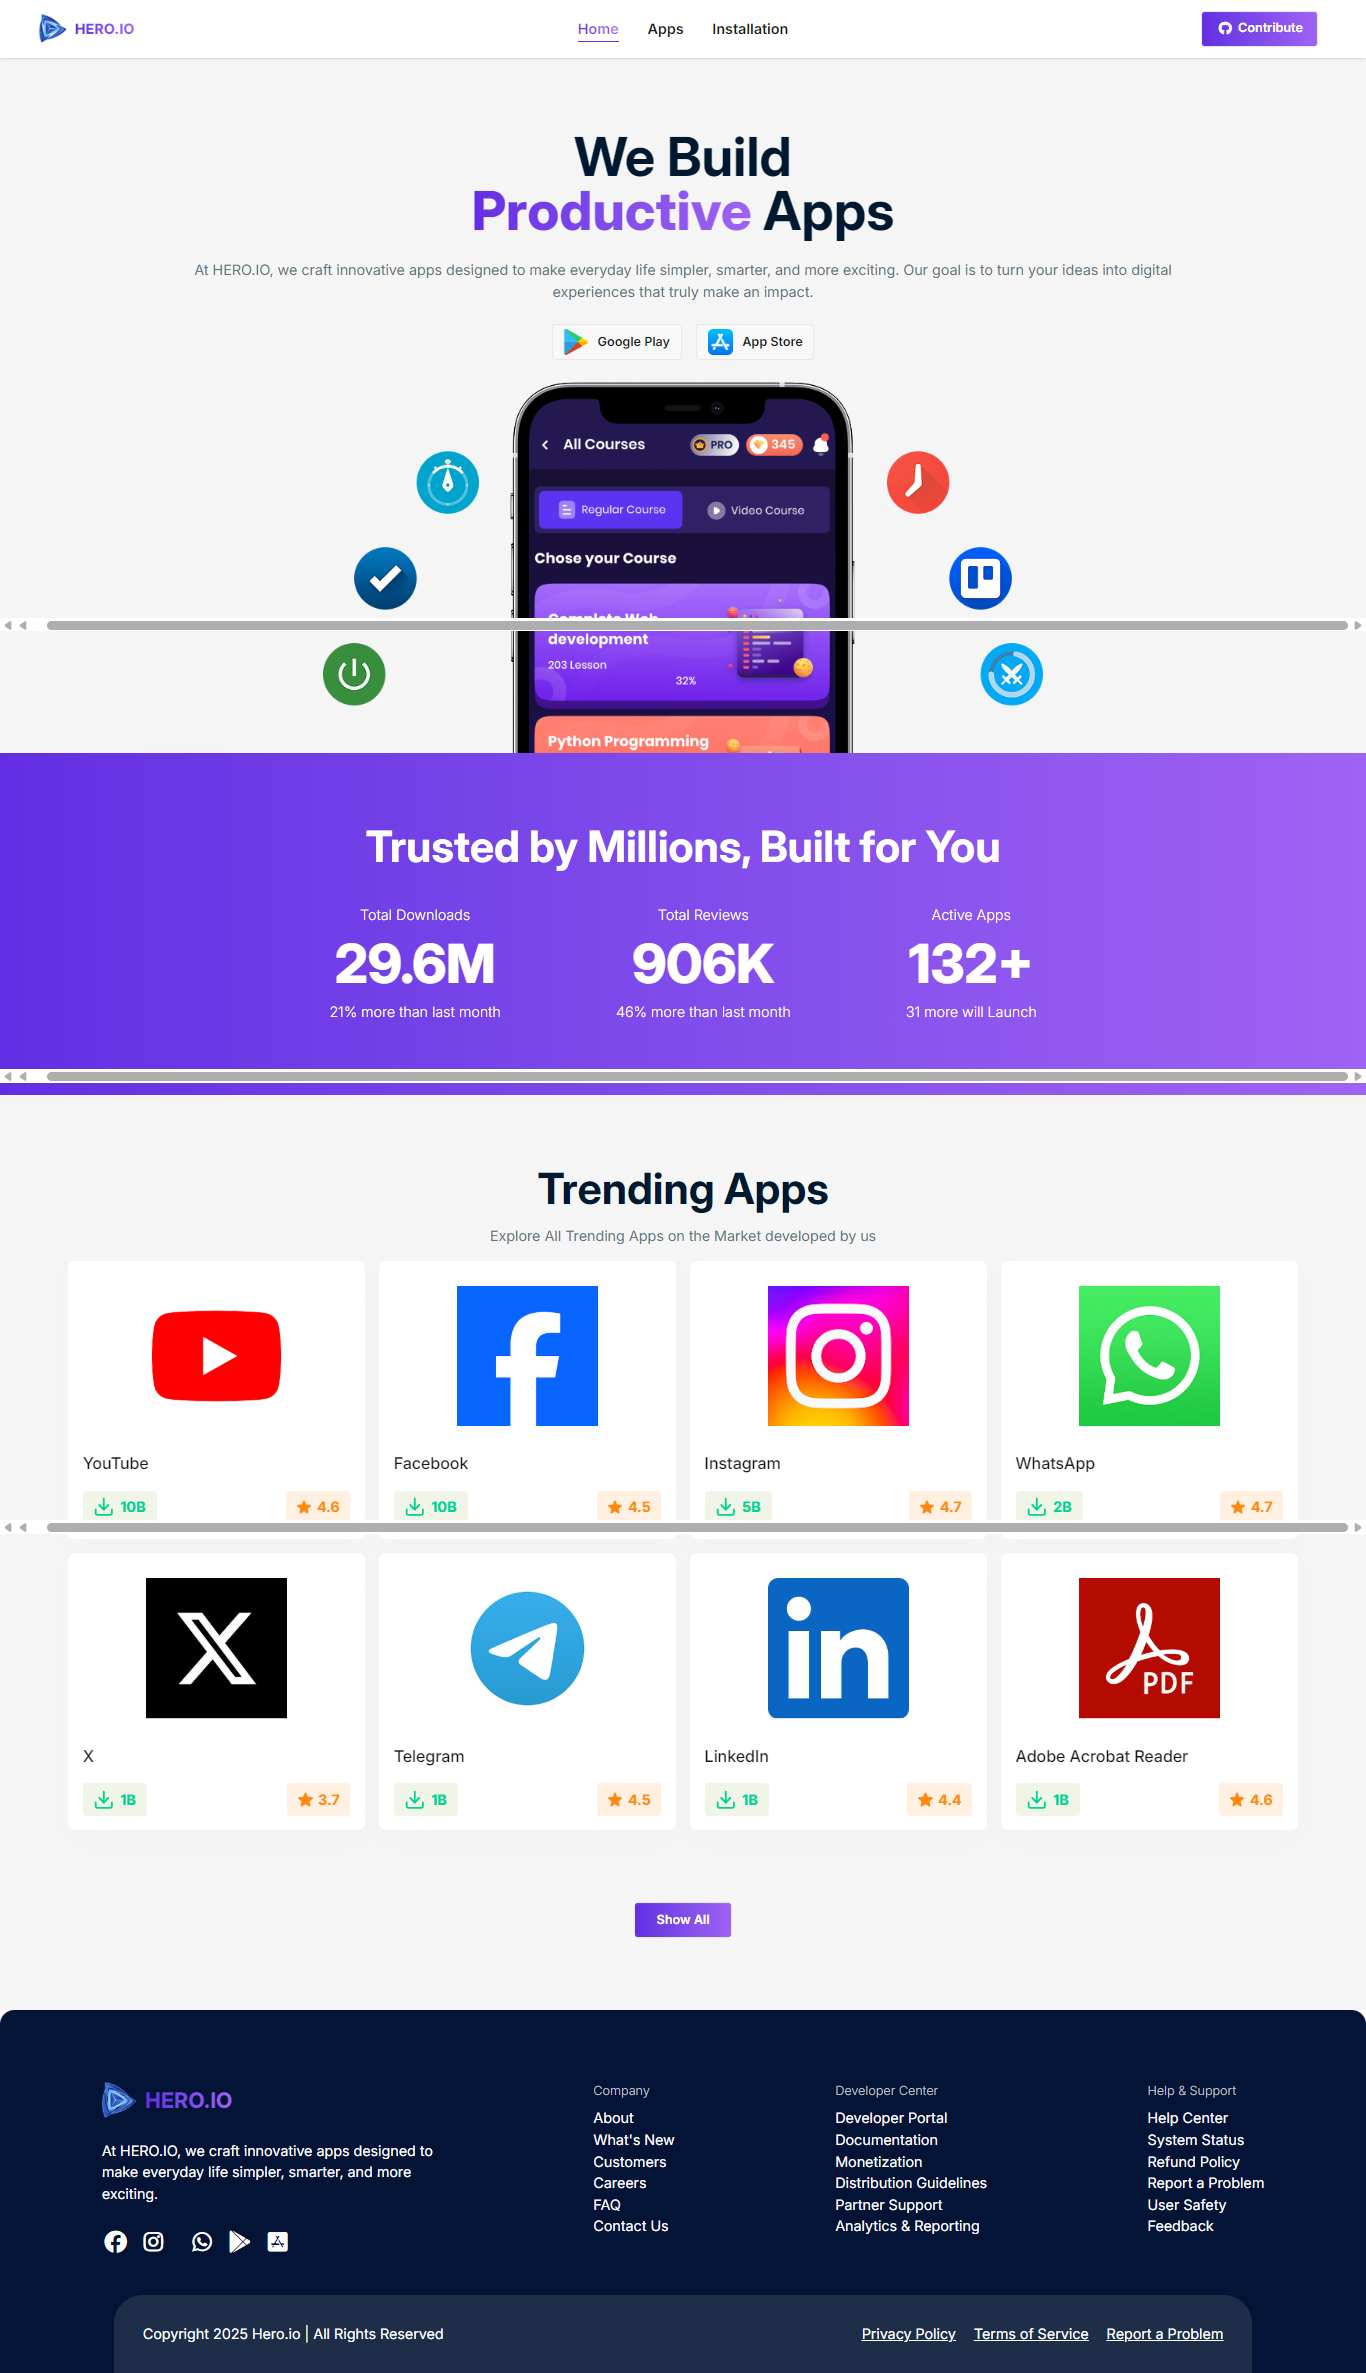 HERO.IO
Home
Apps
Installation
Contribute
We Build
Productive Apps
At HERO.IO, we craft innovative apps designed to make everyday life simpler, smarter, and more exciting. Our goal is to turn your ideas into digital
experiences that truly make an impact.
Google Play
App Store
All Courses
PRO
345
Regular Course
Video Course
Chose your Course
Complete Web
development
203 Lesson
32%
Python Programming
Trusted by Millions, Built for You
Total Downloads
29.6M
21% more than last month
Total Reviews
906K
46% more than last month
Active Apps
132+
31 more will Launch
Trending Apps
Explore All Trending Apps on the Market developed by us
YouTube
10B
4.6
Facebook
10B
4.5
Instagram
5B
4.7
WhatsApp
2B
4.7
X
1B
3.7
Telegram
1B
4.5
in
LinkedIn
1B
4.4
PDF
Adobe Acrobat Reader
1B
4.6
Show All
HERO.IO
At HERO.IO, we craft innovative apps designed to
make everyday life simpler, smarter, and more
exciting.
Company
About
What's New
Customers
Careers
FAQ
Contact Us
Developer Center
Developer Portal
Documentation
Monetization
Distribution Guidelines
Partner Support
Analytics & Reporting
Help & Support
Help Center
System Status
Refund Policy
Report a Problem
User Safety
Feedback
Copyright 2025 Hero.io | All Rights Reserved
Privacy Policy
Terms of Service
Report a Problem